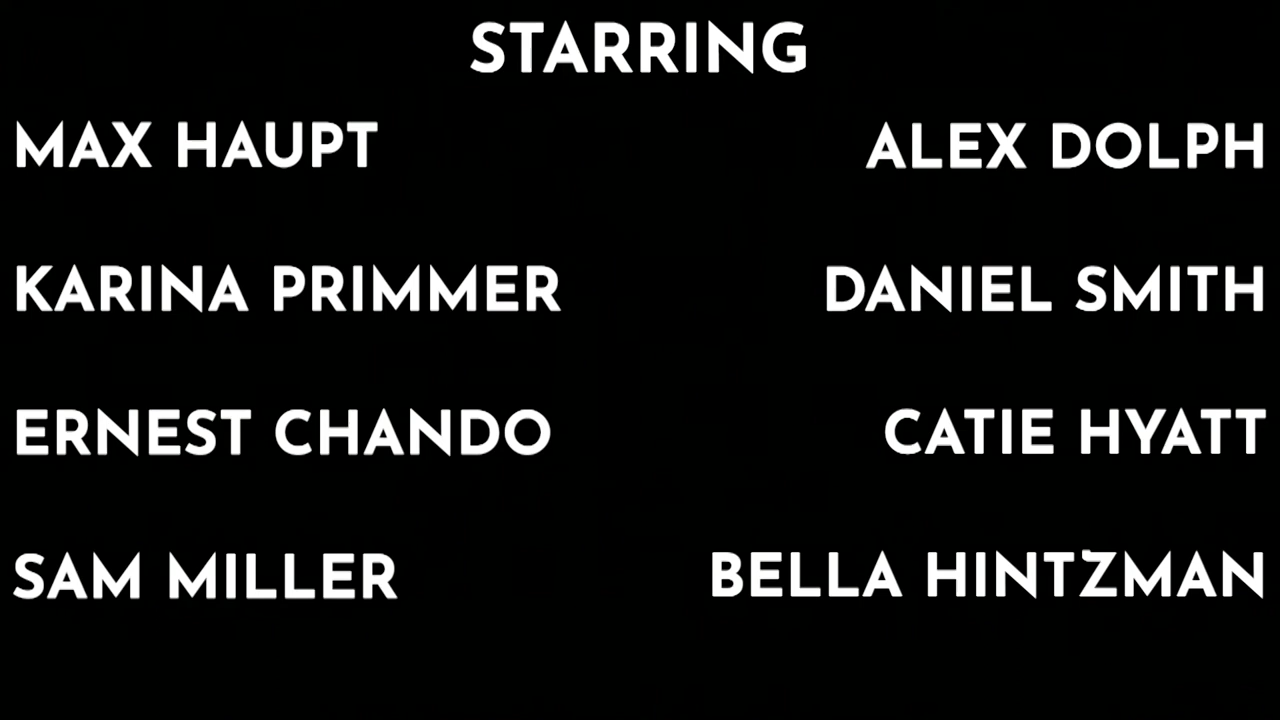 STARRING
MAX HAUPT ALEX DOLPH
KARINA PRIMMER DANIEL SMITH
ERNEST CHANDO CATIE HYATT
SAM MILLER BELLA HINTZMAN